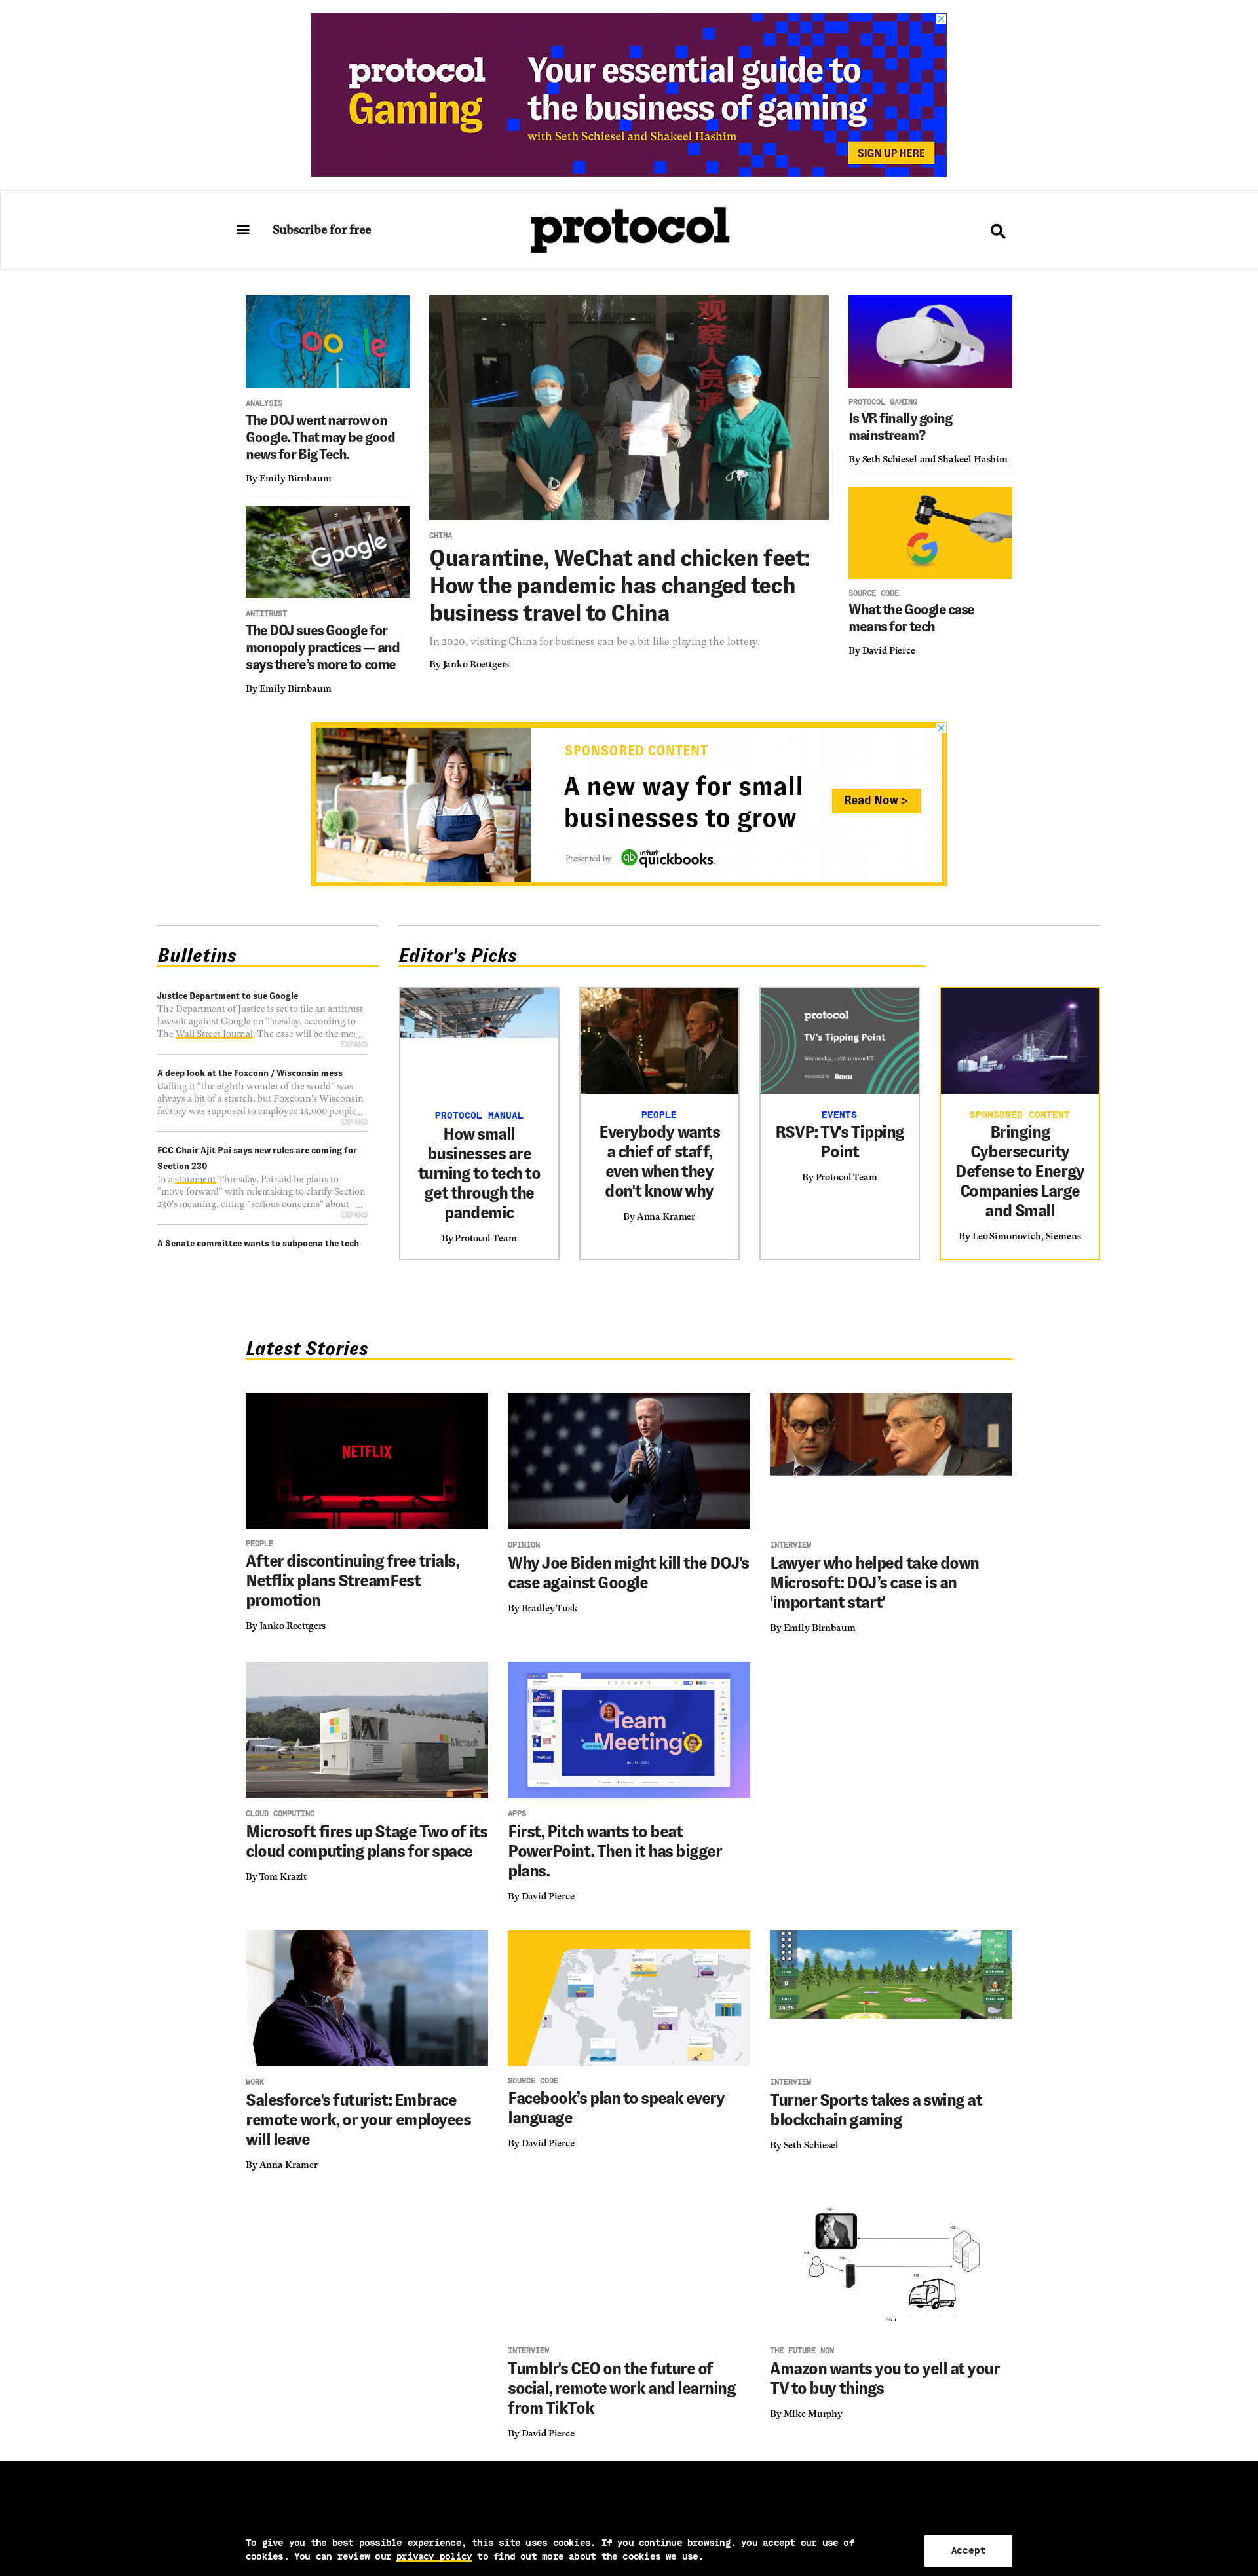 protocol
Gaming
Your essential guide to
the business of gaming
with Seth Schiesel and Shakeel Hashim
SIGN UP HERE
Subscribe for free
protocol
Google
ANALYSIS
The DOJ went narrow on
Google. That may be good
news for Big Tech.
By Emily Birnbaum
Google
ANTITRUST
The DOJ sues Google for
monopoly practices — and
says there's more to come
By Emily Birnbaum
观察人员通
CHINA
Quarantine, WeChat and chicken feet:
How the pandemic has changed tech
business travel to China
In 2020, visiting China for business can be a bit like playing the lottery.
By Janko Roettgers
PROTOCOL GAMING
Is VR finally going
mainstream?
By Seth Schiesel and Shakeel Hashim
SOURCE CODE
What the Google case
means for tech
By David Pierce
SPONSORED CONTENT
A new way for small
businesses to grow
Presented by
intuit
quickbooks.
Read Now >
Bulletins
Justice Department to sue Google
The Department of Justice is set to file an antitrust
lawsuit against Google on Tuesday, according to
The Wall Street Journal. The case will be the mo...
EXPAND
A deep look at the Foxconn / Wisconsin mess
Calling it "the eighth wonder of the world" was
always a bit of a stretch, but Foxconn's Wisconsin
factory was supposed to employ 13,000 people...
EXPAND
FCC Chair Ajit Pai says new rules are coming for
Section 230
In a statement Thursday, Pai said he plans to
"move forward" with rulemaking to clarify Section
230's meaning, citing "serious concerns" about ...
EXPAND
A Senate committee wants to subpoena the tech
Editor's Picks
PROTOCOL MANUAL
How small
businesses are
turning to tech to
get through the
pandemic
By Protocol Team
PEOPLE
Everybody wants
a chief of staff,
even when they
don't know why
By Anna Kramer
protocol
TV's Tipping Point
Wednesday, 10/28 at 12:00 ET
Presented by ROKU
EVENTS
RSVP: TV's Tipping
Point
By Protocol Team
SPONSORED CONTENT
Bringing
Cybersecurity
Defense to Energy
Companies Large
and Small
By Leo Simonovich, Siemens
Latest Stories
NETFLIX
PEOPLE
After discontinuing free trials,
Netflix plans StreamFest
promotion
By Janko Roettgers
OPINION
Why Joe Biden might kill the DOJ's
case against Google
By Bradley Tusk
INTERVIEW
Lawyer who helped take down
Microsoft: DOJ's case is an
'important start'
By Emily Birnbaum
Microsoft
CLOUD COMPUTING
Microsoft fires up Stage Two of its
cloud computing plans for space
By Tom Krazit
Team
Meeting
APPS
First, Pitch wants to beat
PowerPoint. Then it has bigger
plans.
By David Pierce
WORK
Salesforce's futurist: Embrace
remote work, or your employees
will leave
By Anna Kramer
SOURCE CODE
Facebook's plan to speak every
language
By David Pierce
14:34
INTERVIEW
Turner Sports takes a swing at
blockchain gaming
By Seth Schiesel
INTERVIEW
Tumblr's CEO on the future of
social, remote work and learning
from TikTok
By David Pierce
FIG. 1
THE FUTURE NOW
Amazon wants you to yell at your
TV to buy things
By Mike Murphy
To give you the best possible experience, this site uses cookies. If you continue browsing. you accept our use of
cookies. You can review our privacy policy to find out more about the cookies we use.
Accept